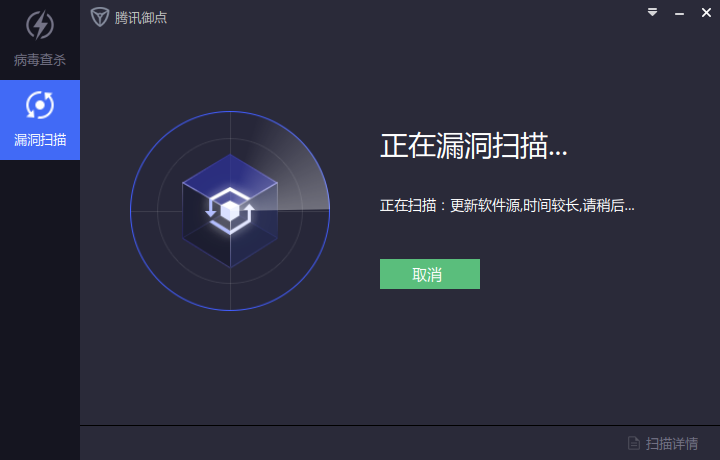 腾讯御点
病毒查杀
漏洞扫描
正在漏洞扫描...
正在扫描：更新软件源,时间较长,请稍后...
取消
扫描详情